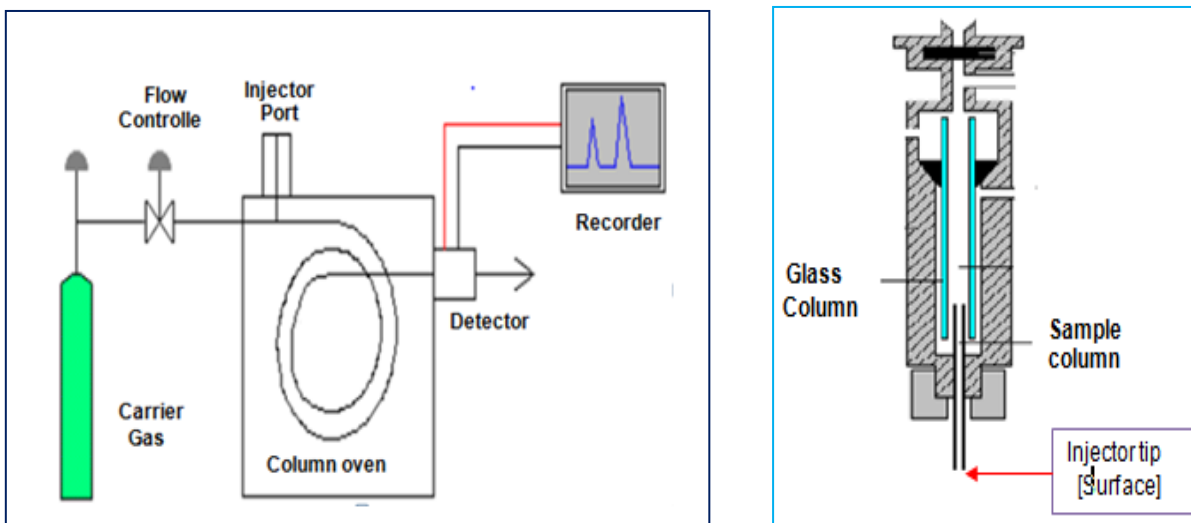 Flow
Controlle
Injector
Port
Recorder
Detector
Carrier
Gas
Column oven
Glass
Column
Sample
column
Injector tip
[Surface]